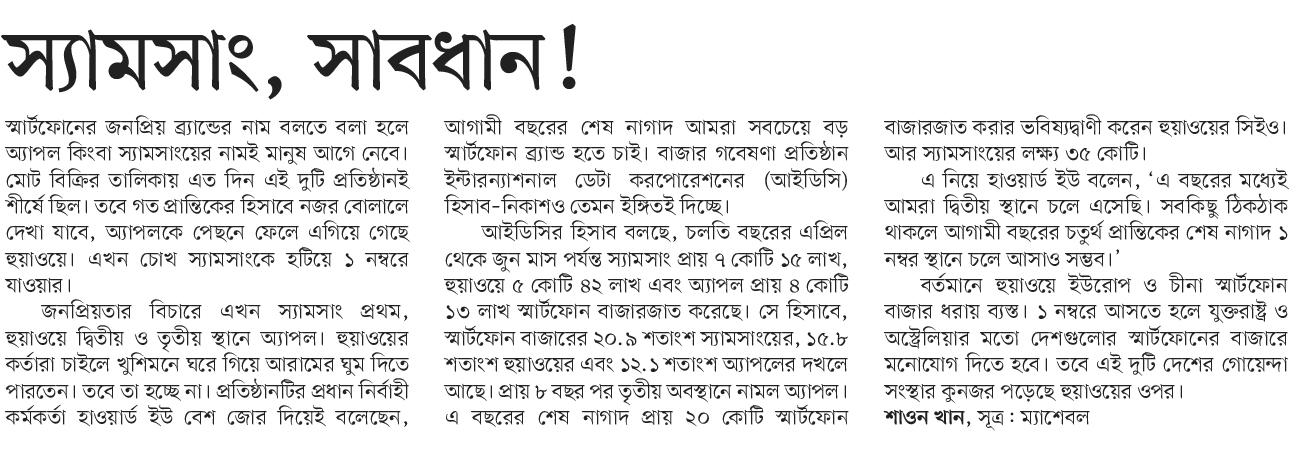 স্যামসাং, সাবধান!
স্মার্টফোনের জনপ্রিয় ব্র্যান্ডের নাম বলতে বলা হলে
অ্যাপল কিংবা স্যামসাংয়ের নামই মানুষ আগে নেবে।
মোট বিক্রির তালিকায় এত দিন এই দুটি প্রতিষ্ঠানই
শীর্ষে ছিল। তবে গত প্রান্তিকের হিসাবে নজর বোলালে
দেখা যাবে, অ্যাপলকে পেছনে ফেলে এগিয়ে গেছে
হুয়াওয়ে। এখন চোখ স্যামসাংকে হটিয়ে ১ নম্বরে
যাওয়ার।
জনপ্রিয়তার বিচারে এখন স্যামসাং প্রথম,
হুয়াওয়ে দ্বিতীয় ও তৃতীয় স্থানে অ্যাপল। হুয়াওয়ের
কর্তারা চাইলে খুশিমনে ঘরে গিয়ে আরামের ঘুম দিতে
পারতেন। তবে তা হচ্ছে না। প্রতিষ্ঠানটির প্রধান নির্বাহী
কর্মকর্তা হাওয়ার্ড ইউ বেশ জোর দিয়েই বলেছেন,
আগামী বছরের শেষ নাগাদ আমরা সবচেয়ে বড়
স্মার্টফোন ব্র্যান্ড হতে চাই। বাজার গবেষণা প্রতিষ্ঠান
ইন্টারন্যাশনাল ডেটা করপোরেশনের (আইডিসি)
হিসাব-নিকাশও তেমন ইঙ্গিতই দিচ্ছে।
আইডিসির হিসাব বলছে, চলতি বছরের এপ্রিল
থেকে জুন মাস পর্যন্ত স্যামসাং প্রায় ৭ কোটি ১৫ লাখ,
হুয়াওয়ে ৫ কোটি ৪২ লাখ এবং অ্যাপল প্রায় ৪ কোটি
১৩ লাখ স্মার্টফোন বাজারজাত করেছে। সে হিসাবে,
স্মার্টফোন বাজারের ২০.৯ শতাংশ স্যামসাংয়ের, ১৫.৮
শতাংশ হুয়াওয়ের এবং ১২.১ শতাংশ অ্যাপলের দখলে
আছে। প্রায় ৮ বছর পর তৃতীয় অবস্থানে নামল অ্যাপল।
এ বছরের শেষ নাগাদ প্রায় ২০ কোটি স্মার্টফোন
বাজারজাত করার ভবিষ্যদ্বাণী করেন হুয়াওয়ের সিইও।
আর স্যামসাংয়ের লক্ষ্য ৩৫ কোটি।
এ নিয়ে হাওয়ার্ড ইউ বলেন, ‘এ বছরের মধ্যেই
আমরা দ্বিতীয় স্থানে চলে এসেছি। সবকিছু ঠিকঠাক
থাকলে আগামী বছরের চতুর্থ প্রান্তিকের শেষ নাগাদ ১
নম্বর স্থানে চলে আসাও সম্ভব।’
বর্তমানে হুয়াওয়ে ইউরোপ ও চীনা স্মার্টফোন
বাজার ধরায় ব্যস্ত। ১ নম্বরে আসতে হলে যুক্তরাষ্ট্র ও
অস্ট্রেলিয়ার মতো দেশগুলোর স্মার্টফোনের বাজারে
মনোযোগ দিতে হবে। তবে এই দুটি দেশের গোয়েন্দা
সংস্থার কুনজর পড়েছে হুয়াওয়ের ওপর।
শাওন খান, সূত্র : ম্যাশেবল